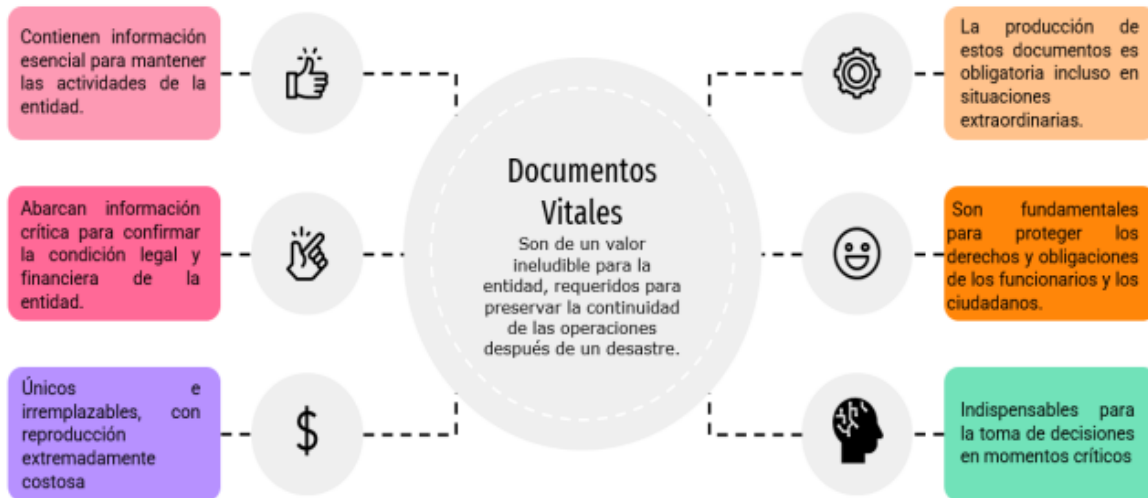 Contienen información
esencial para mantener
las actividades de la
entidad.
Abarcan información
crítica para confirmar
la condición legal y
financiera de la
entidad.
Únicos e
irremplazables, con
reproducción
extremadamente
costosa
$
Documentos
Vitales
Son de un valor
ineludible para la
entidad, requeridos para
preservar la continuidad
de las operaciones
después de un desastre.
La producción de
estos documentos es
obligatoria incluso en
situaciones
extraordinarias.
Son fundamentales
para proteger los
derechos y obligaciones
de los funcionarios y los
ciudadanos.
Indispensables para
la toma de decisiones
en momentos críticos